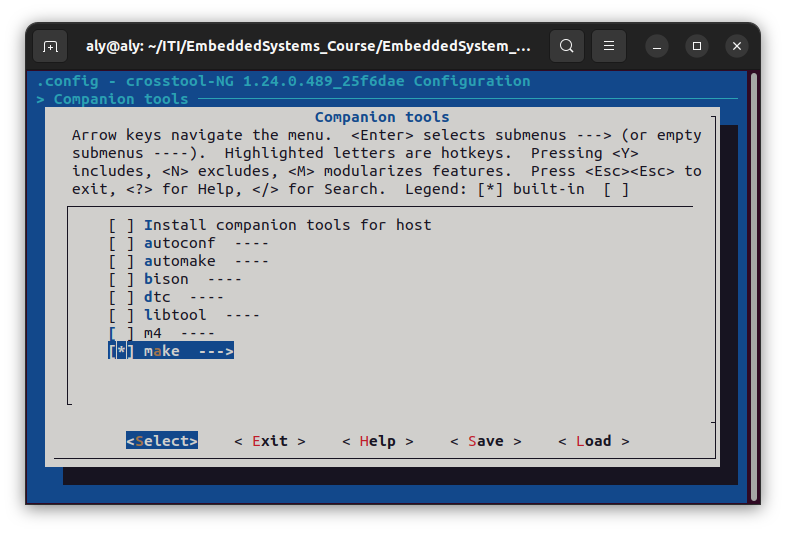 aly@aly: ~/ITI/EmbeddedSystems_Course/EmbeddedSystem_...
.config - crosstool-NG 1.24.0.489_25f6dae Configuration
> Companion tools
Companion tools
Arrow keys navigate the menu.  <Enter> selects submenus ---> (or empty
submenus ----).  Highlighted letters are hotkeys.  Pressing <Y>
includes, <N> excludes, <M> modularizes features.  Press <Esc><Esc> to
exit, <?> for Help, </> for Search.  Legend: [*] built-in  [ ]
[ ] Install companion tools for host
[ ] autoconf  ----
[ ] automake  ----
[ ] bison  ----
[ ] dtc  ----
[ ] libtool  ----
[ ] m4  ----
[*] make  --->
<Select>    < Exit >    < Help >    < Save >    < Load >